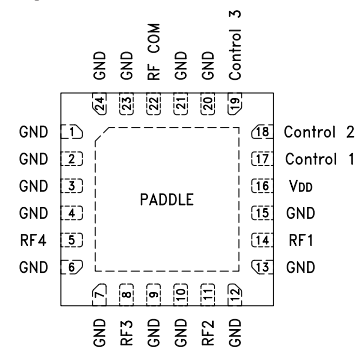 GND
GND
RF COM
GND
GND
Control 3
24
23
22
21
20
19
GND 1
GND 2
GND 3
GND 4
RF4 5
GND 6
18 Control 2
17 Control 1
16 VDD
15 GND
14 RF1
13 GND
PADDLE
7
8
9
10
11
12
GND
RF3
GND
GND
RF2
GND